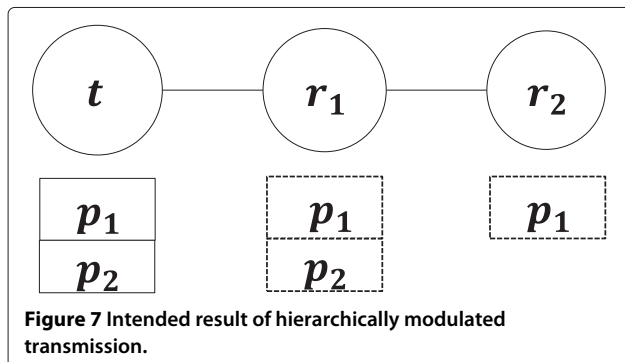 t r₁ r₂
p₁ p₁ p₁
p₂ p₂
Figure 7 Intended result of hierarchically modulated
transmission.